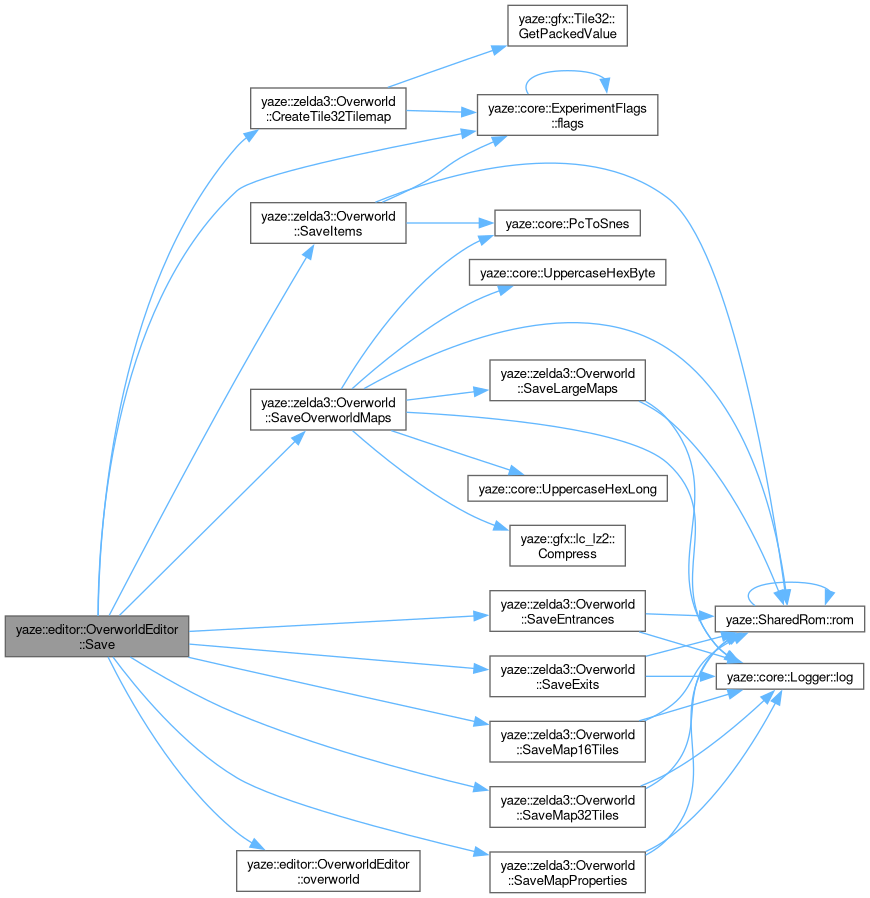 yaze::gfx::Tile32::
GetPackedValue
yaze::zelda3::Overworld
::CreateTile32Tilemap
yaze::core::ExperimentFlags
::flags
yaze::zelda3::Overworld
::SaveItems
yaze::core::PcToSnes
yaze::core::UppercaseHexByte
yaze::zelda3::Overworld
::SaveLargeMaps
yaze::zelda3::Overworld
::SaveOverworldMaps
yaze::core::UppercaseHexLong
yaze::gfx::lc_lz2::
Compress
yaze::zelda3::Overworld
::SaveEntrances
yaze::SharedRom::rom
yaze::editor::OverworldEditor
::Save
yaze::zelda3::Overworld
::SaveExits
yaze::core::Logger::log
yaze::zelda3::Overworld
::SaveMap16Tiles
yaze::zelda3::Overworld
::SaveMap32Tiles
yaze::editor::OverworldEditor
::overworld
yaze::zelda3::Overworld
::SaveMapProperties